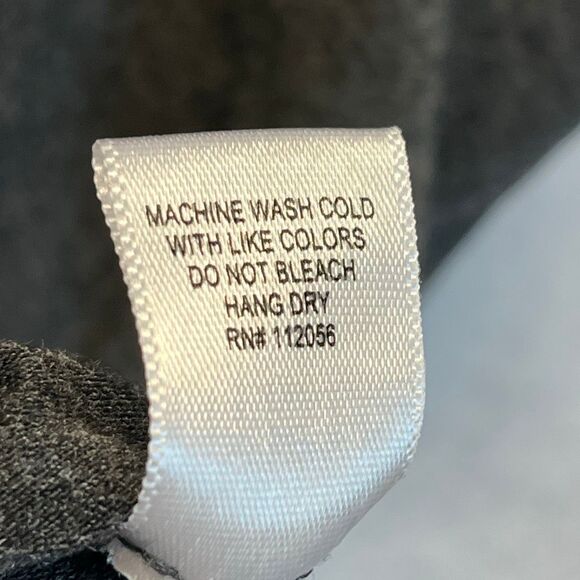 MACHINE WASH COLD
WITH LIKE COLORS
DO NOT BLEACH
HANG DRY
RN# 112056